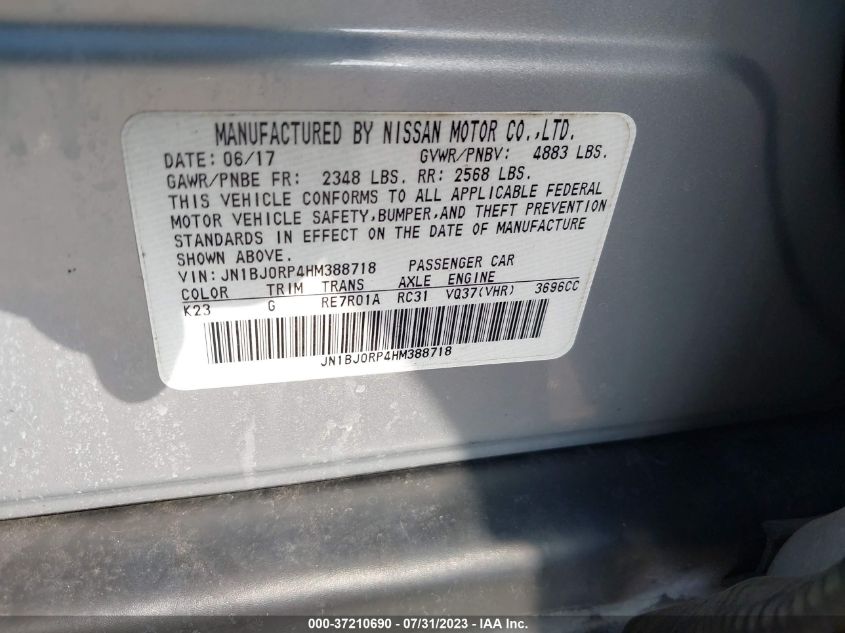 MANUFACTURED BY NISSAN MOTOR CO.,LTD.
DATE: 06/17 GVWR/PNBV: 4883 LBS.
GAWR/PNBE FR: 2348 LBS. RR: 2568 LBS.
THIS VEHICLE CONFORMS TO ALL APPLICABLE FEDERAL
MOTOR VEHICLE SAFETY,BUMPER,AND THEFT PREVENTION
STANDARDS IN EFFECT ON THE DATE OF MANUFACTURE
SHOWN ABOVE.
VIN: JN1BJ0RP4HM388718 PASSENGER CAR
COLOR TRIM TRANS AXLE ENGINE
K23 G RE7R01A RC31 VQ37(VHR) 3696CC
JN1BJ0RP4HM388718
000-37210690 - 07/31/2023 - IAAI.COM